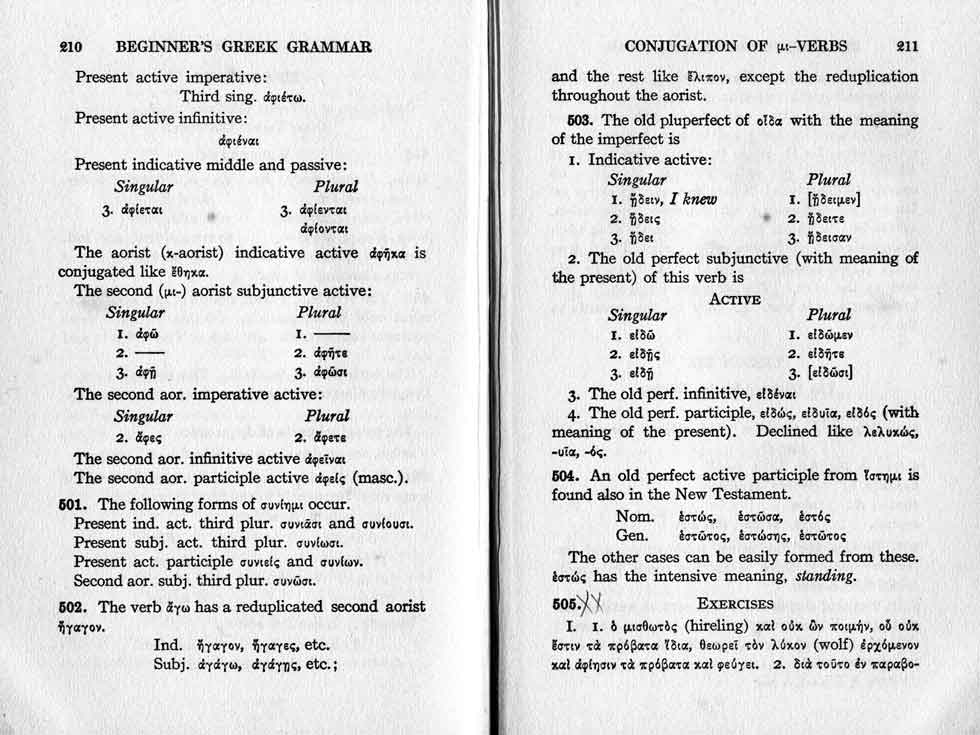 210 BEGINNER'S GREEK GRAMMAR
Present active imperative:
Third sing. ἀφιέτω.
Present active infinitive:
ἀφιέναι
Present indicative middle and passive:
Singular Plural
3. ἀφίεται 3. ἀφίενται
ἀφίονται
The aorist (κ-aorist) indicative active ἀφῆκα is
conjugated like ἔθηκα.
The second (μι-) aorist subjunctive active:
Singular Plural
1. ἀφῶ 1. ——
2. —— 2. ἀφῆτε
3. ἀφῇ 3. ἀφῶσι
The second aor. imperative active:
Singular Plural
2. ἄφες 2. ἄφετε
The second aor. infinitive active ἀφεῖναι
The second aor. participle active ἀφείς (masc.).
501. The following forms of συνίημι occur.
Present ind. act. third plur. συνιᾶσι and συνίουσι.
Present subj. act. third plur. συνίωσι.
Present act. participle συνιείς and συνίων.
Second aor. subj. third plur. συνῶσι.
502. The verb ἄγω has a reduplicated second aorist
ἤγαγον.
Ind. ἤγαγον, ἤγαγες, etc.
Subj. ἀγάγω, ἀγάγῃς, etc.;
CONJUGATION OF μι-VERBS 211
and the rest like ἔλιπον, except the reduplication
throughout the aorist.
503. The old pluperfect of οἶδα with the meaning
of the imperfect is
1. Indicative active:
Singular Plural
1. ᾔδειν, I knew 1. [ᾔδειμεν]
2. ᾔδεις 2. ᾔδειτε
3. ᾔδει 3. ᾔδεισαν
2. The old perfect subjunctive (with meaning of
the present) of this verb is
ACTIVE
Singular Plural
1. εἰδῶ 1. εἰδῶμεν
2. εἰδῇς 2. εἰδῆτε
3. εἰδῇ 3. [εἰδῶσι]
3. The old perf. infinitive, εἰδέναι
4. The old perf. participle, εἰδώς, εἰδυῖα, εἰδός (with
meaning of the present). Declined like λελυκώς,
-υῖα, -ός.
504. An old perfect active participle from ἵστημι is
found also in the New Testament.
Nom. ἑστώς, ἑστῶσα, ἑστός
Gen. ἑστῶτος, ἑστώσης, ἑστῶτος
The other cases can be easily formed from these.
ἑστώς has the intensive meaning, standing.
505. EXERCISES
I. 1. ὁ μισθωτὸς (hireling) καὶ οὐκ ὢν ποιμήν, οὗ οὐκ
ἔστιν τὰ πρόβατα ἴδια, θεωρεῖ τὸν λύκον (wolf) ἐρχόμενον
καὶ ἀφίησιν τὰ πρόβατα καὶ φεύγει. 2. διὰ τοῦτο ἐν παραβο-